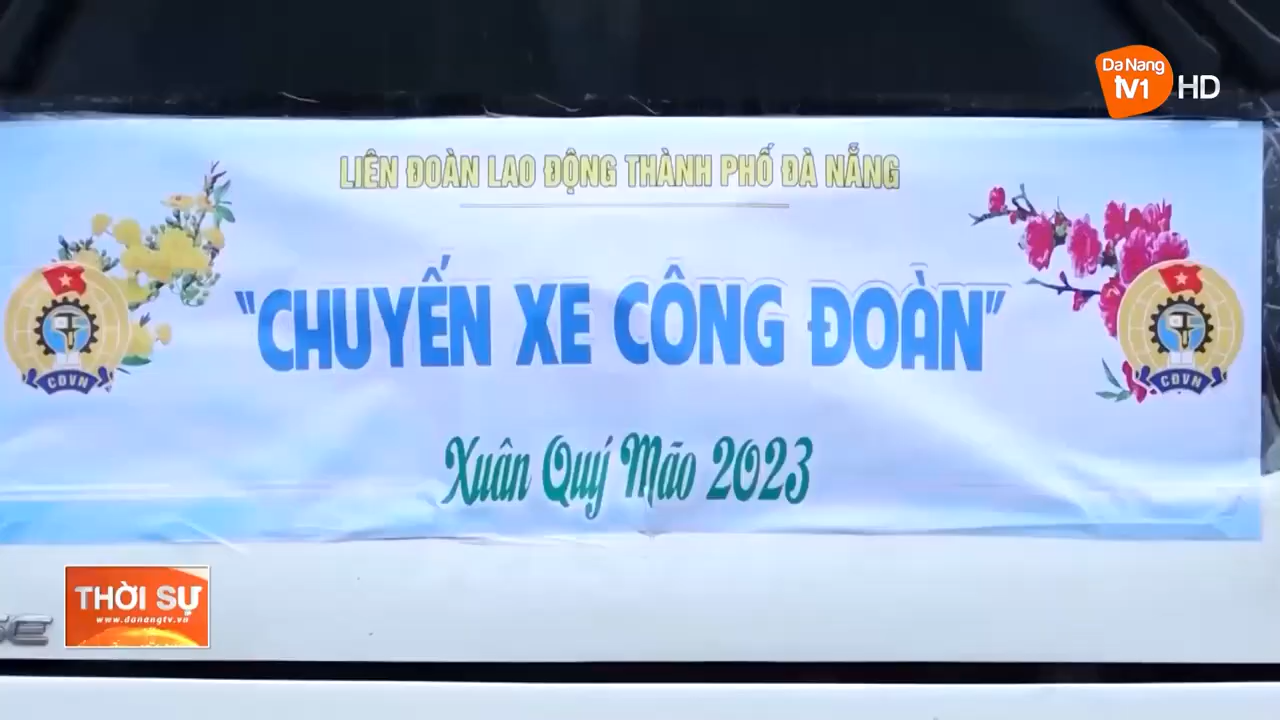 Da Nang
TV1 HD
LIÊN ĐOÀN LAO ĐỘNG THÀNH PHỐ ĐÀ NẴNG
"CHUYẾN XE CÔNG ĐOÀN"
CĐVN
CĐVN
Xuân Quý Mão 2023
THỜI SỰ
www.danangtv.vn